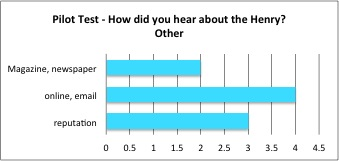 Pilot Test - How did you hear about the Henry?
Other
Magazine, newspaper
online, email
reputation
0 0.5 1 1.5 2 2.5 3 3.5 4 4.5